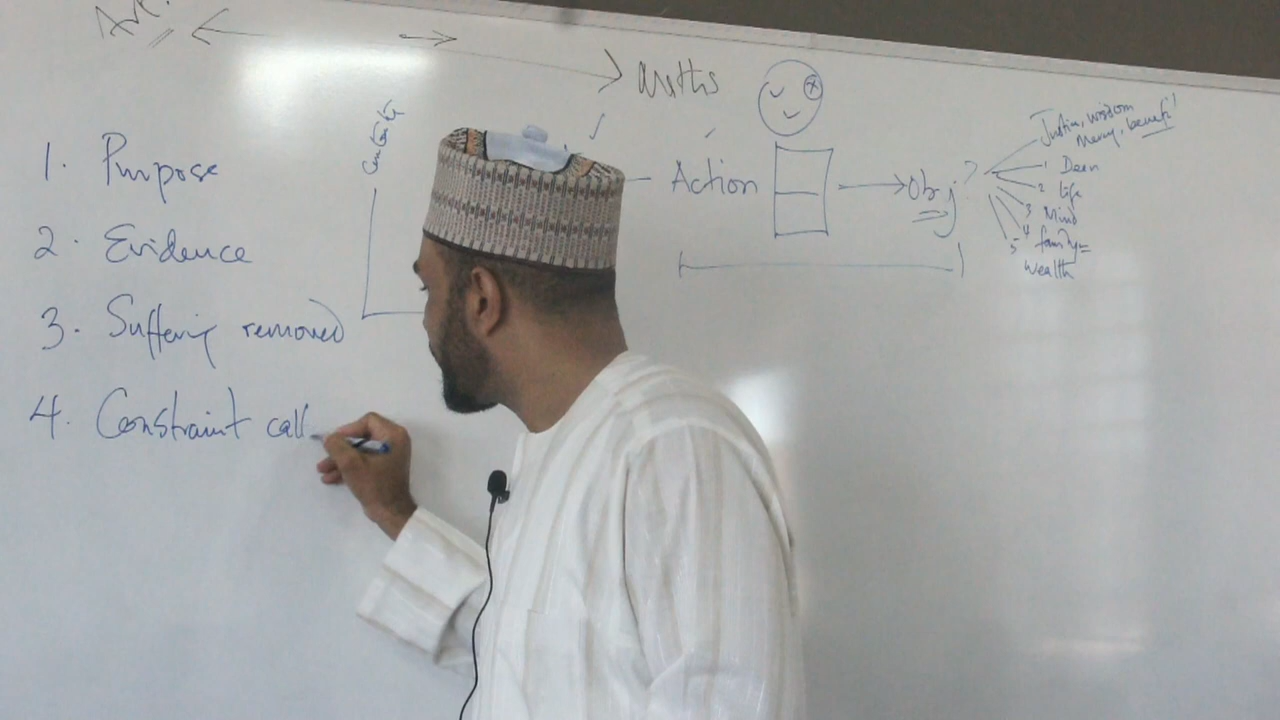 1. Purpose
2. Evidence
3. Suffering removed
4. Constraint call
Action
Obj
Justice, wisdom
Mercy, benefit
1 Deen
2 life
3 Mind
4 family
5 wealth